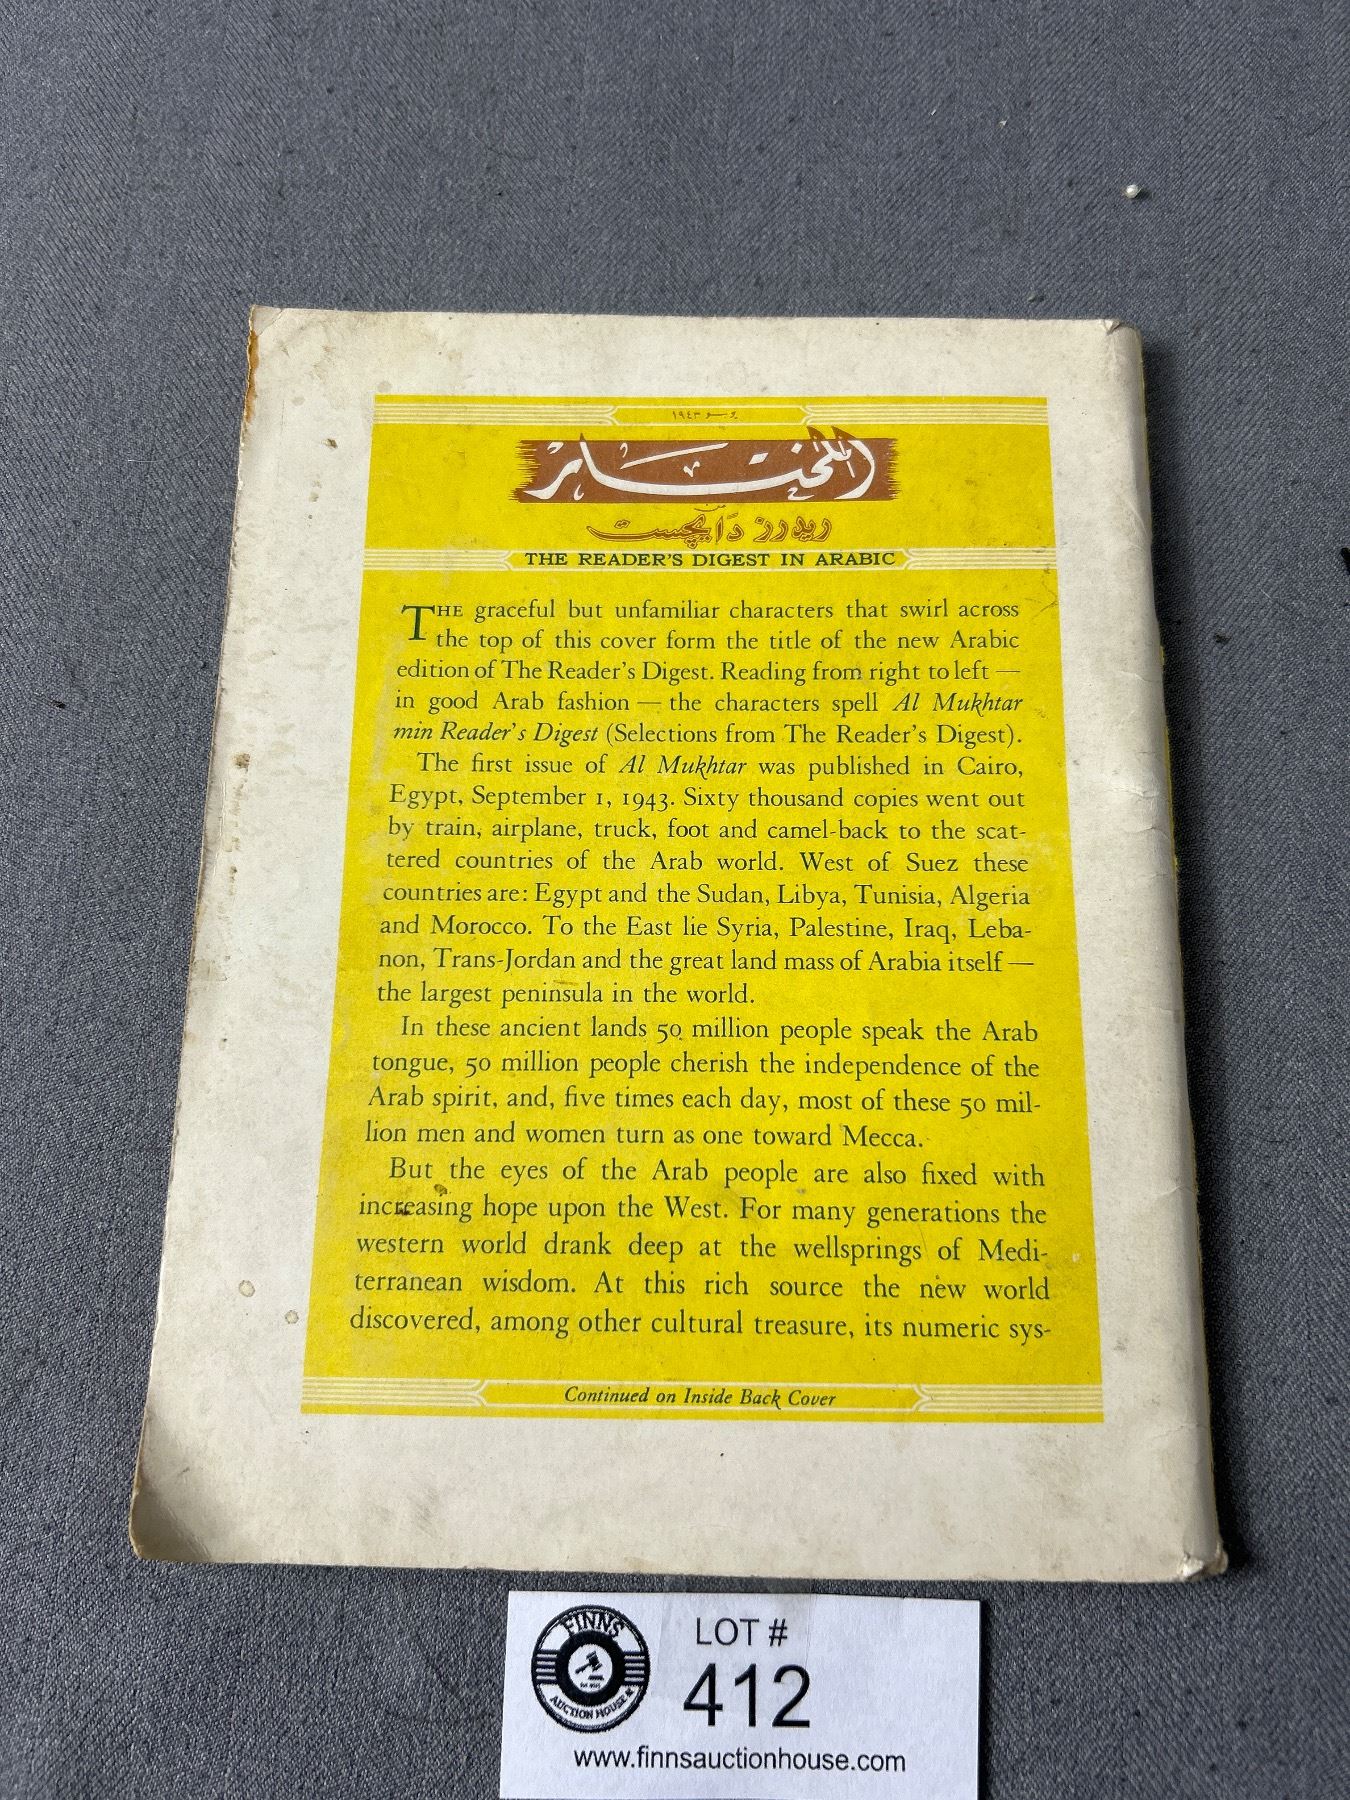 يونيو ١٩٤٣
المختار
من
ريدرز دايجست
THE READER'S DIGEST IN ARABIC
THE graceful but unfamiliar characters that swirl across
the top of this cover form the title of the new Arabic
edition of The Reader's Digest. Reading from right to left —
in good Arab fashion — the characters spell Al Mukhtar
min Reader's Digest (Selections from The Reader's Digest).
The first issue of Al Mukhtar was published in Cairo,
Egypt, September 1, 1943. Sixty thousand copies went out
by train, airplane, truck, foot and camel-back to the scat-
tered countries of the Arab world. West of Suez these
countries are: Egypt and the Sudan, Libya, Tunisia, Algeria
and Morocco. To the East lie Syria, Palestine, Iraq, Leba-
non, Trans-Jordan and the great land mass of Arabia itself —
the largest peninsula in the world.
In these ancient lands 50 million people speak the Arab
tongue, 50 million people cherish the independence of the
Arab spirit, and, five times each day, most of these 50 mil-
lion men and women turn as one toward Mecca.
But the eyes of the Arab people are also fixed with
increasing hope upon the West. For many generations the
western world drank deep at the wellsprings of Medi-
terranean wisdom. At this rich source the new world
discovered, among other cultural treasure, its numeric sys-
Continued on Inside Back Cover
FINNS
AUCTION HOUSE
LOT #
412
www.finnsauctionhouse.com